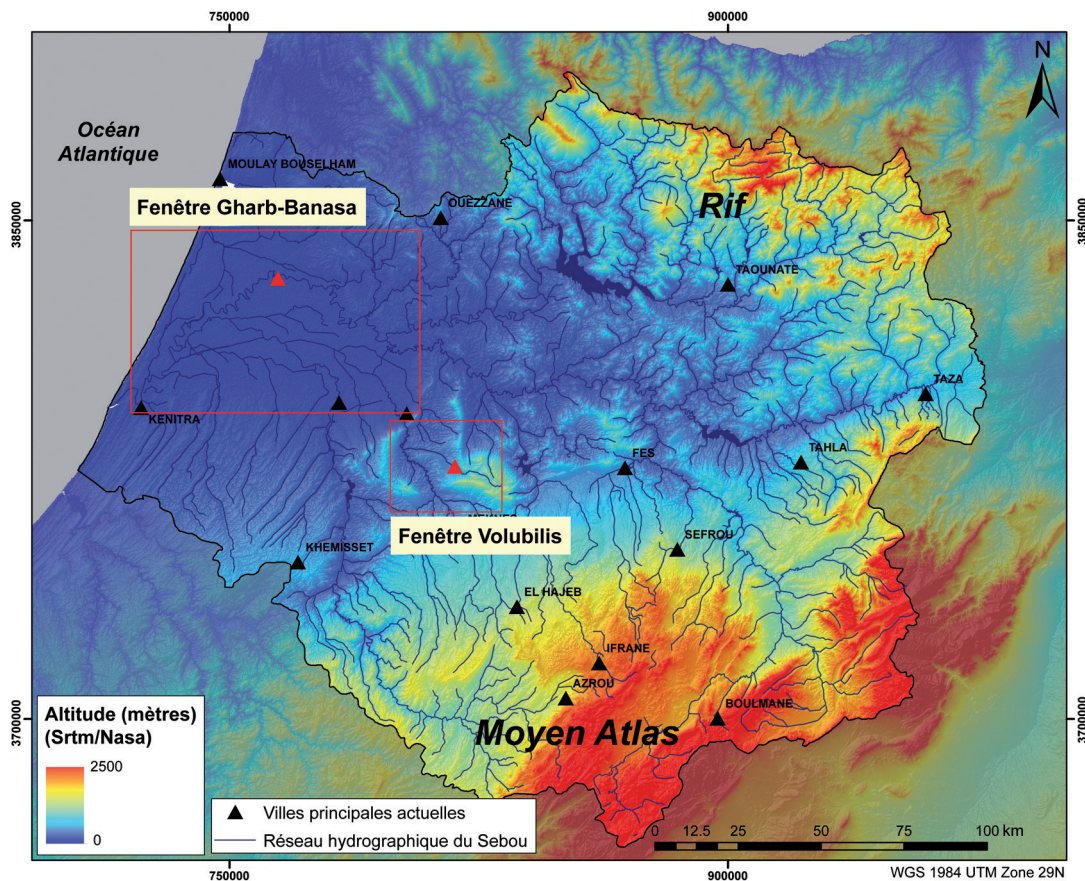 750000
900000
N
Océan
Atlantique
MOULAY BOUSELHAM
Fenêtre Gharb-Banasa
OUEZZANE
Rif
3850000
3850000
TAOUNATE
TAZA
KENITRA
TAHLA
FES
Fenêtre Volubilis
SEFROU
KHEMISSET
EL HAJEB
IFRANE
AZROU
BOULMANE
Moyen Atlas
3700000
3700000
Altitude (mètres)
(Srtm/Nasa)
2500
0
Villes principales actuelles
Réseau hydrographique du Sebou
0 12.5 25 50 75 100 km
750000
900000
WGS 1984 UTM Zone 29N